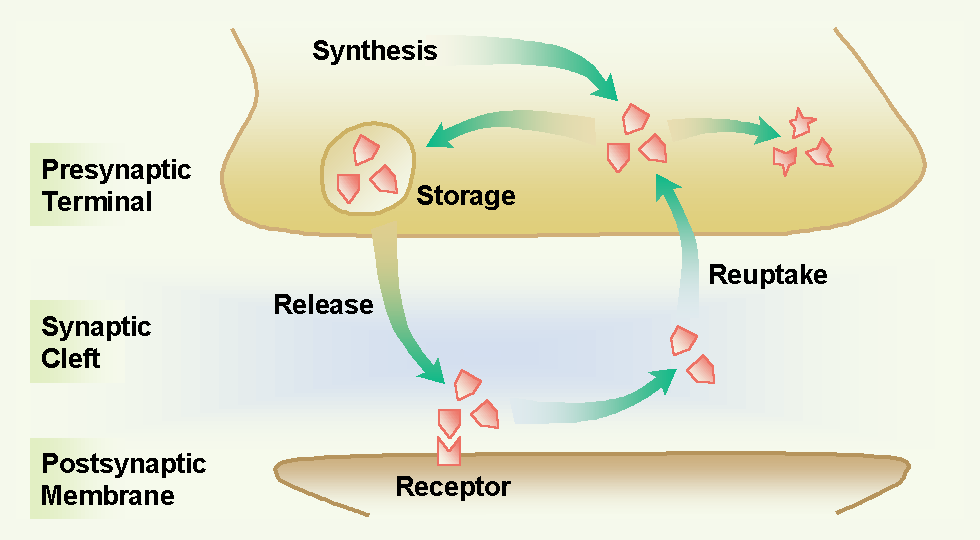 Synthesis
Presynaptic
Terminal
Storage
Release
Reuptake
Synaptic
Cleft
Postsynaptic
Membrane
Receptor